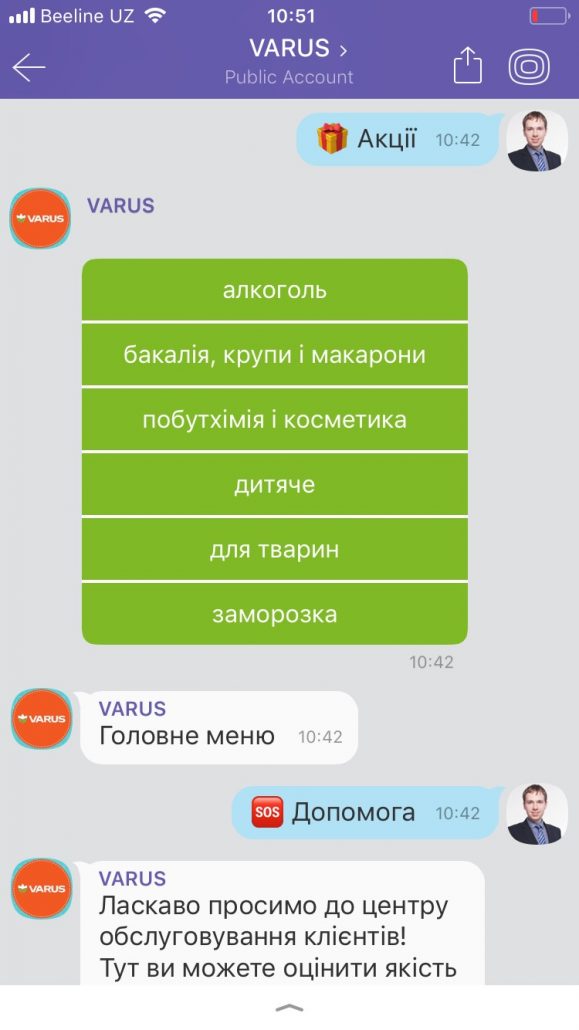 Beeline UZ 10:51
VARUS
Public Account
Акції 10:42
VARUS
VARUS
алкоголь
бакалія, крупи і макарони
побутхімія і косметика
дитяче
для тварин
заморозка
10:42
VARUS
VARUS
Головне меню 10:42
SOS Допомога 10:42
VARUS
VARUS
Ласкаво просимо до центру
обслуговування клієнтів!
Тут ви можете оцінити якість